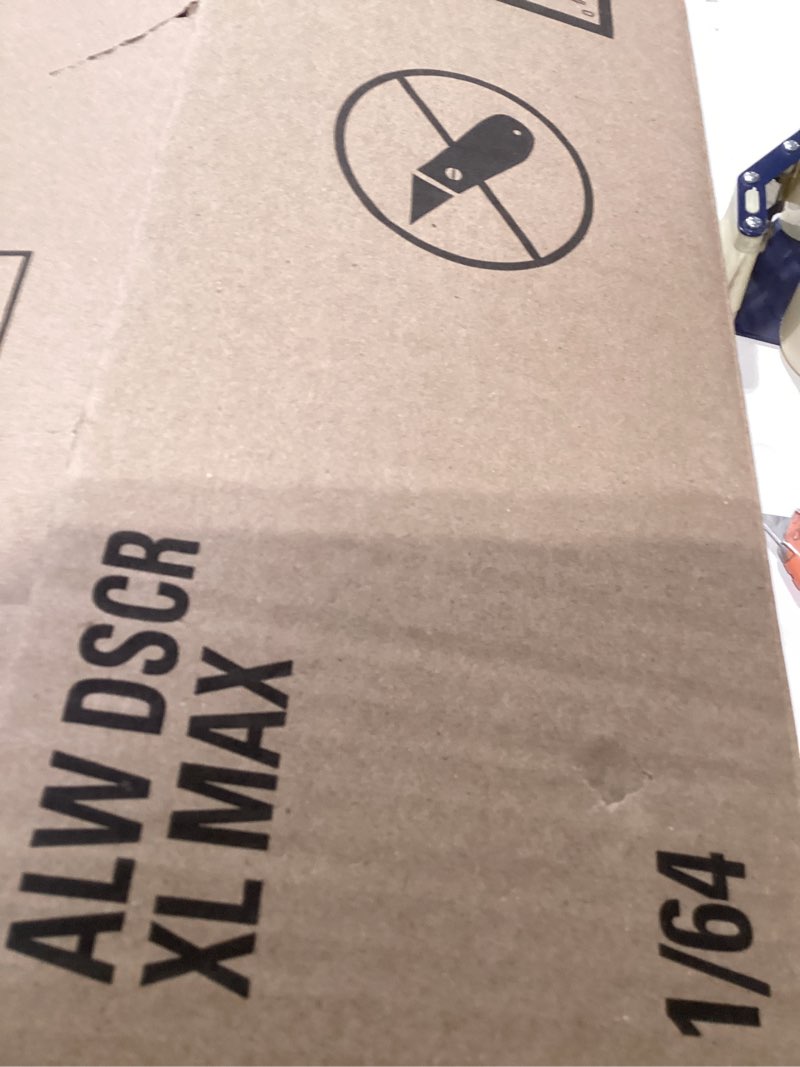 ALW DSCR
XL MAX
1/64